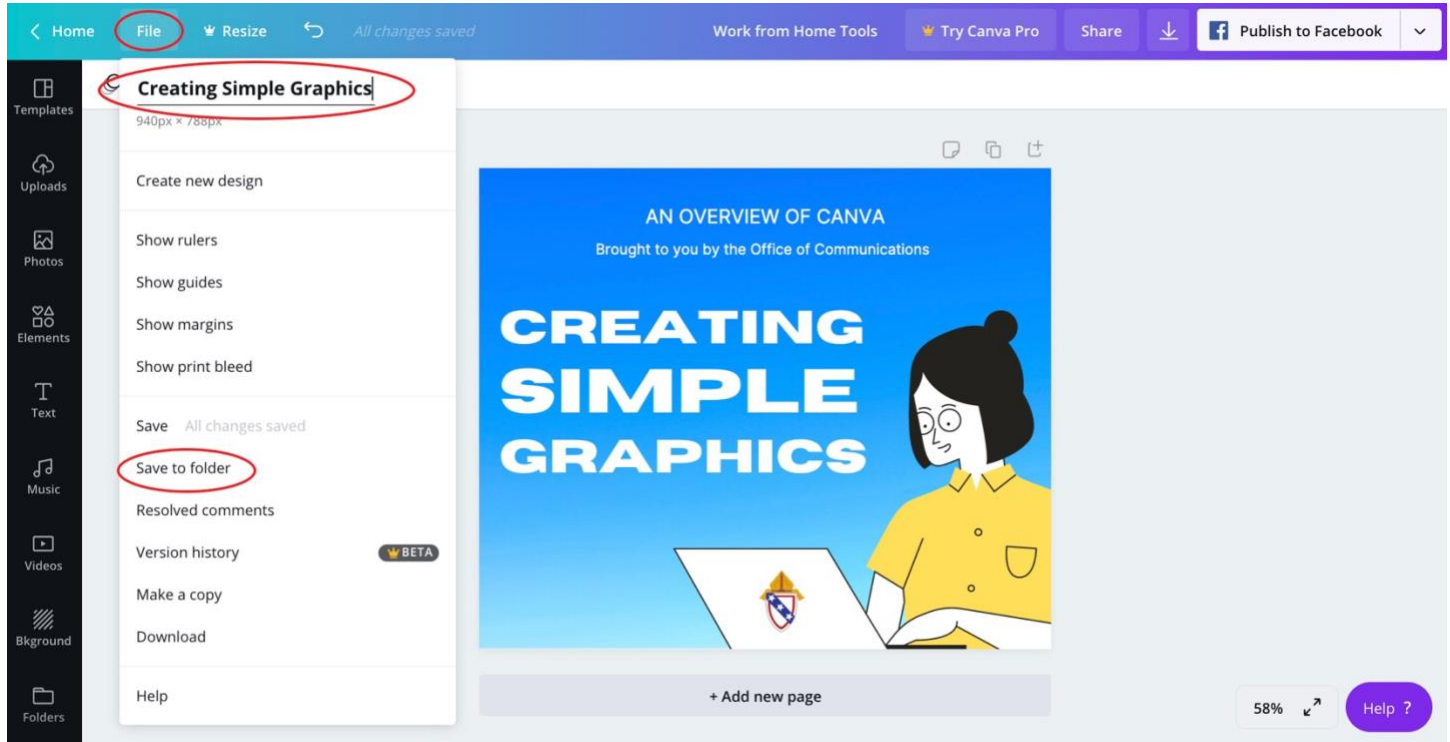 Home File Resize All changes saved Work from Home Tools Try Canva Pro Share Publish to Facebook
Templates
Uploads
Photos
Elements
Text
Music
Videos
Bkground
Folders
Creating Simple Graphics
940px × 788px
Create new design
Show rulers
Show guides
Show margins
Show print bleed
Save All changes saved
Save to folder
Resolved comments
Version history BETA
Make a copy
Download
Help
AN OVERVIEW OF CANVA
Brought to you by the Office of Communications
CREATING
SIMPLE
GRAPHICS
+ Add new page
58% Help ?